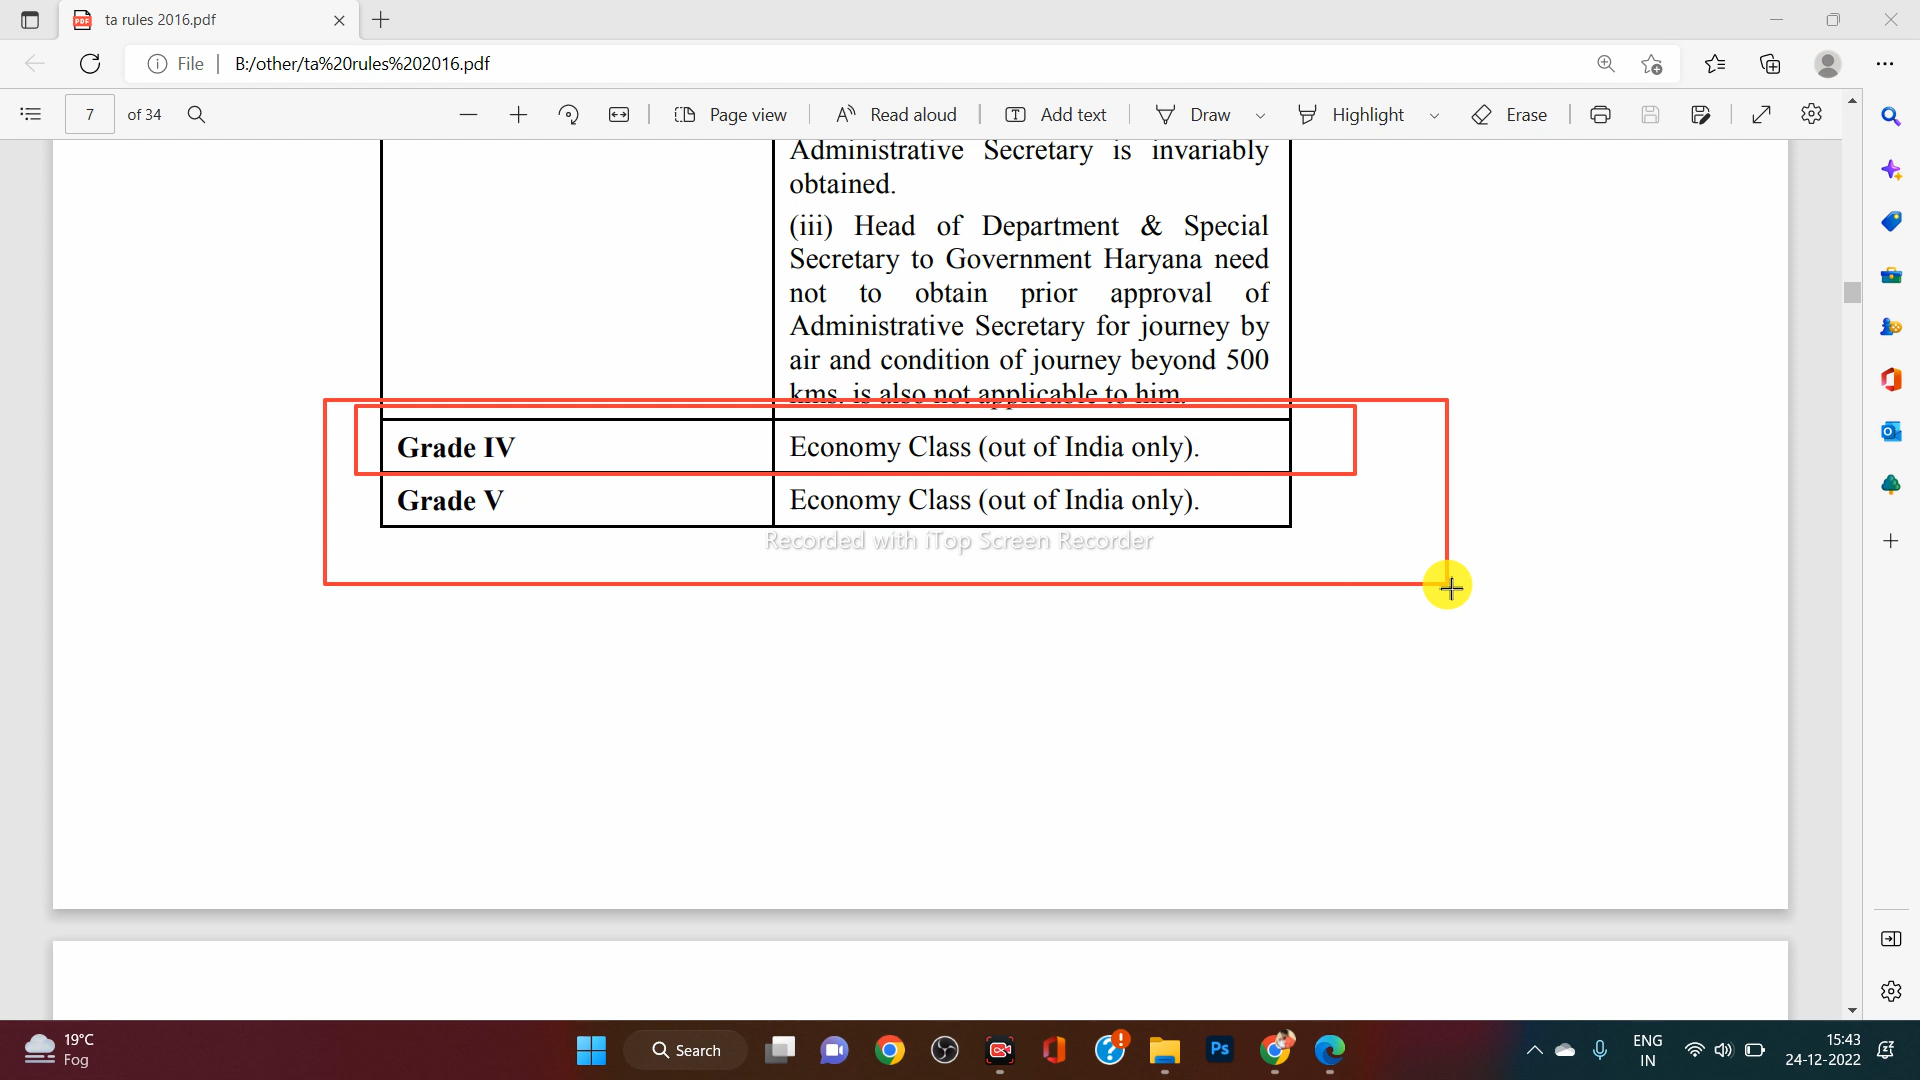 ta rules 2016.pdf
File
B:/other/ta%20rules%202016.pdf
7 of 34
Page view
Read aloud
Add text
Draw
Highlight
Erase
Administrative Secretary is invariably
obtained.
(iii) Head of Department & Special
Secretary to Government Haryana need
not to obtain prior approval of
Administrative Secretary for journey by
air and condition of journey beyond 500
kms. is also not applicable to him.
Grade IV Economy Class (out of India only).
Grade V Economy Class (out of India only).
Recorded with iTop Screen Recorder
19°C
Fog
Search
Ps
ENG
IN
15:43
24-12-2022